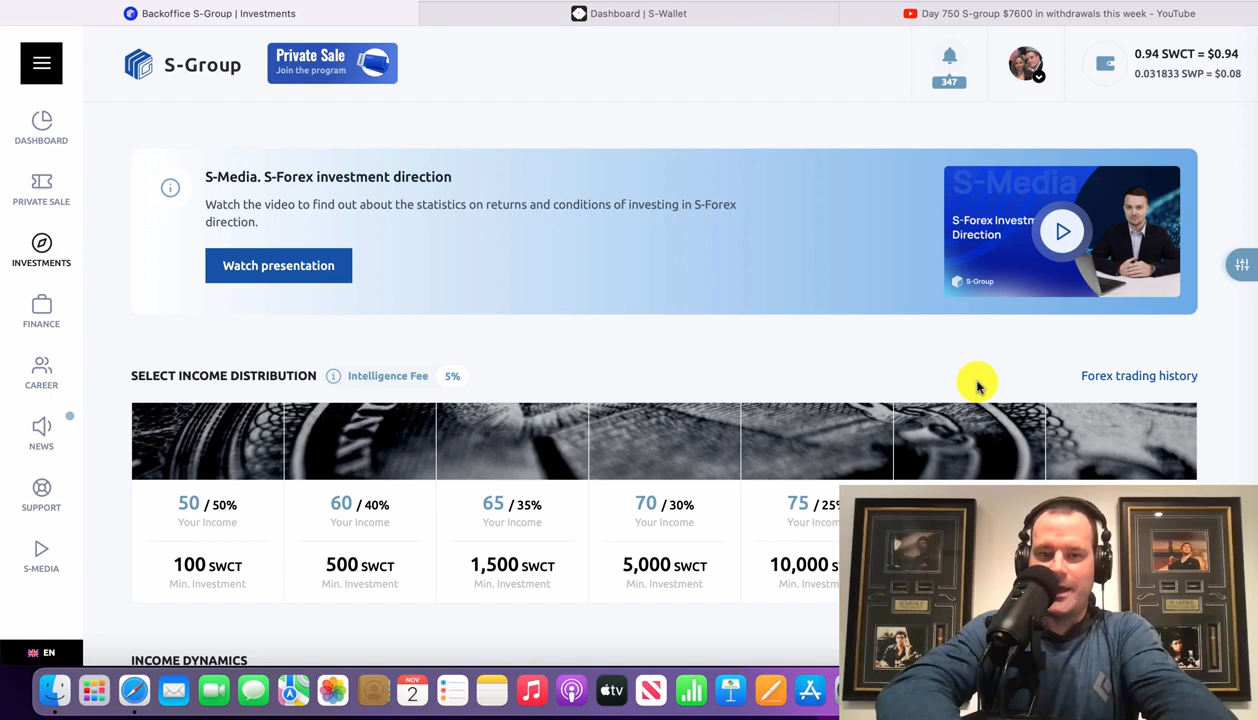 Backoffice S-Group | Investments
Dashboard | S-Wallet
Day 750 S-group $7600 in withdrawals this week - YouTube
S-Group
Private Sale
Join the program
347
0.94 SWCT = $0.94
0.031833 SWP = $0.08
DASHBOARD
PRIVATE SALE
INVESTMENTS
FINANCE
CAREER
NEWS
SUPPORT
S-MEDIA
EN
S-Media. S-Forex investment direction
Watch the video to find out about the statistics on returns and conditions of investing in S-Forex
direction.
Watch presentation
S-Media
S-Forex Investm
Direction
S-Group
SELECT INCOME DISTRIBUTION
Intelligence Fee
5%
Forex trading history
50 / 50%
Your Income
100 SWCT
Min. Investment
60 / 40%
Your Income
500 SWCT
Min. Investment
65 / 35%
Your Income
1,500 SWCT
Min. Investment
70 / 30%
Your Income
5,000 SWCT
Min. Investment
75 / 25%
Your Incom
10,000 S
Min. Investm
INCOME DYNAMICS
NOV
2
tv